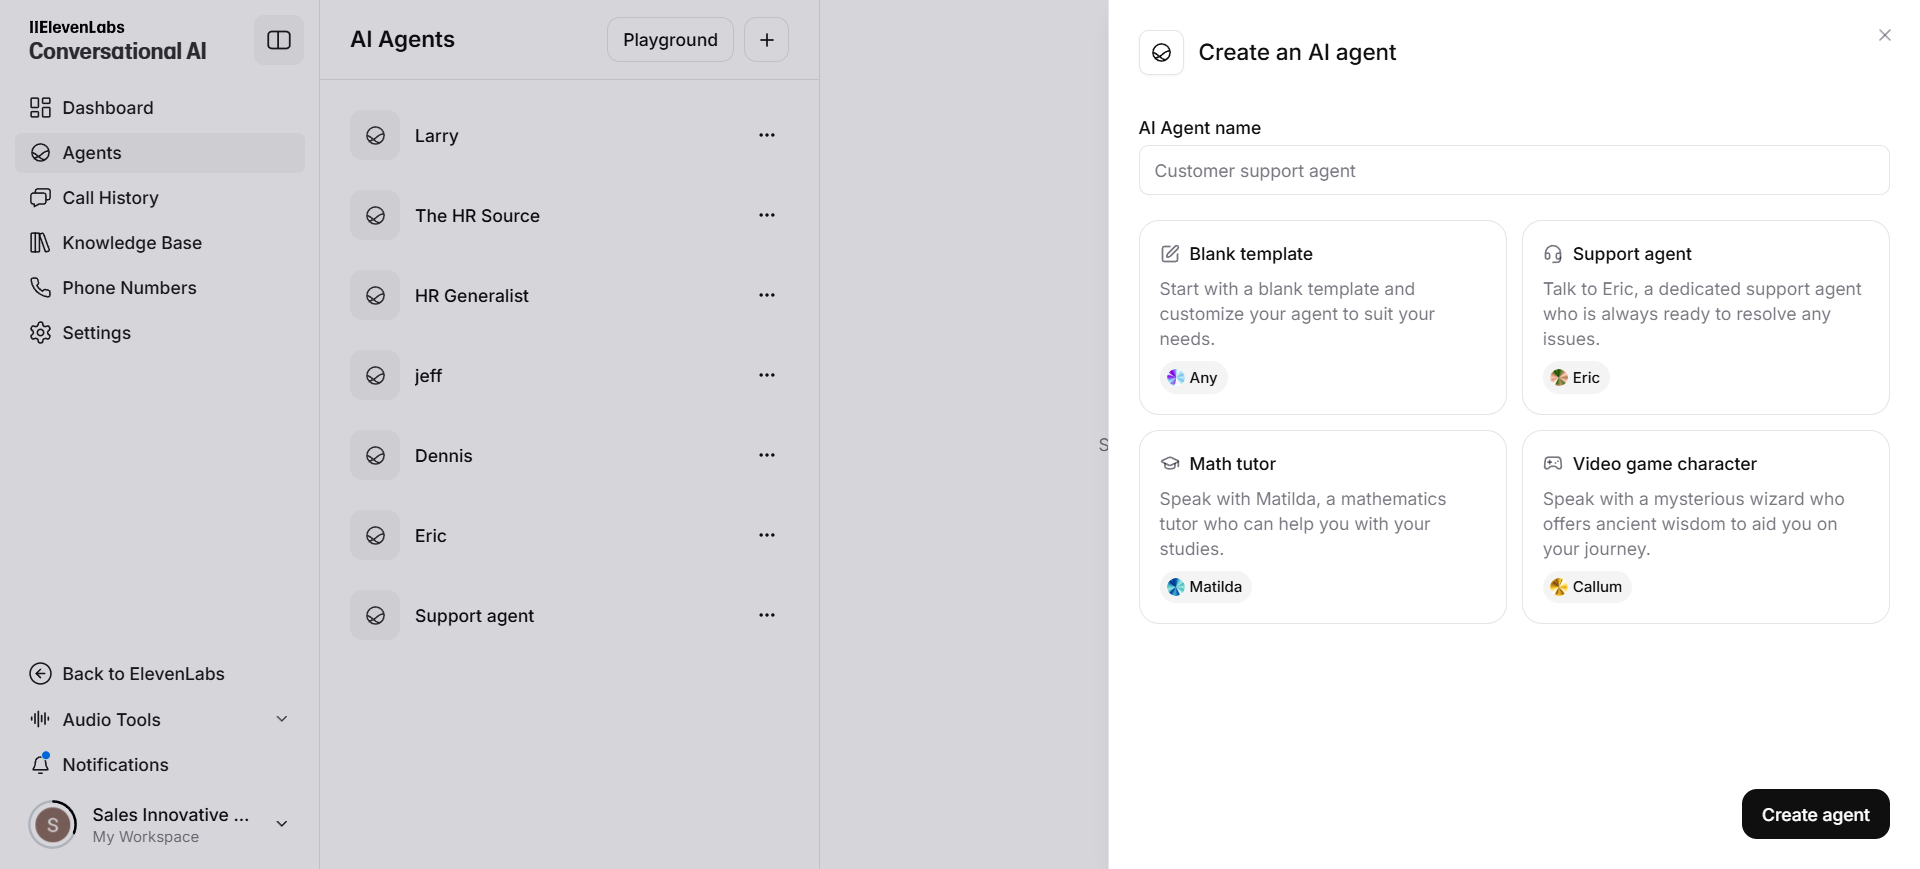 IIElevenLabs
Conversational AI
Dashboard
Agents
Call History
Knowledge Base
Phone Numbers
Settings
Back to ElevenLabs
Audio Tools
Notifications
S
Sales Innovative ...
My Workspace
AI Agents
Playground
Larry
The HR Source
HR Generalist
jeff
Dennis
Eric
Support agent
S
Create an AI agent
AI Agent name
Customer support agent
Blank template
Start with a blank template and
customize your agent to suit your
needs.
Any
Support agent
Talk to Eric, a dedicated support agent
who is always ready to resolve any
issues.
Eric
Math tutor
Speak with Matilda, a mathematics
tutor who can help you with your
studies.
Matilda
Video game character
Speak with a mysterious wizard who
offers ancient wisdom to aid you on
your journey.
Callum
Create agent